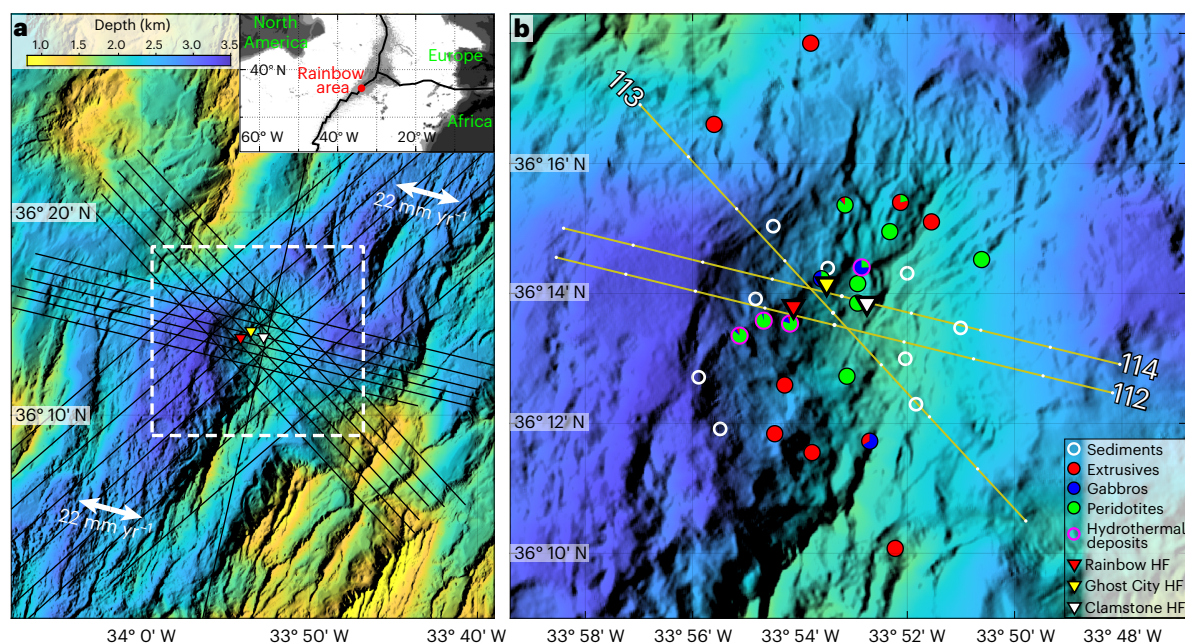 a
Depth (km)
1.0 1.5 2.0 2.5 3.0 3.5
North
America
Europe
40° N
Rainbow
area
Africa
60° W 40° W 20° W
22 mm yr⁻¹
36° 20' N
36° 10' N
22 mm yr⁻¹
34° 0' W 33° 50' W 33° 40' W
b
113
36° 16' N
36° 14' N
114
112
36° 12' N
36° 10' N
Sediments
Extrusives
Gabbros
Peridotites
Hydrothermal
deposits
Rainbow HF
Ghost City HF
Clamstone HF
33° 58' W 33° 56' W 33° 54' W 33° 52' W 33° 51' W 33° 50' W